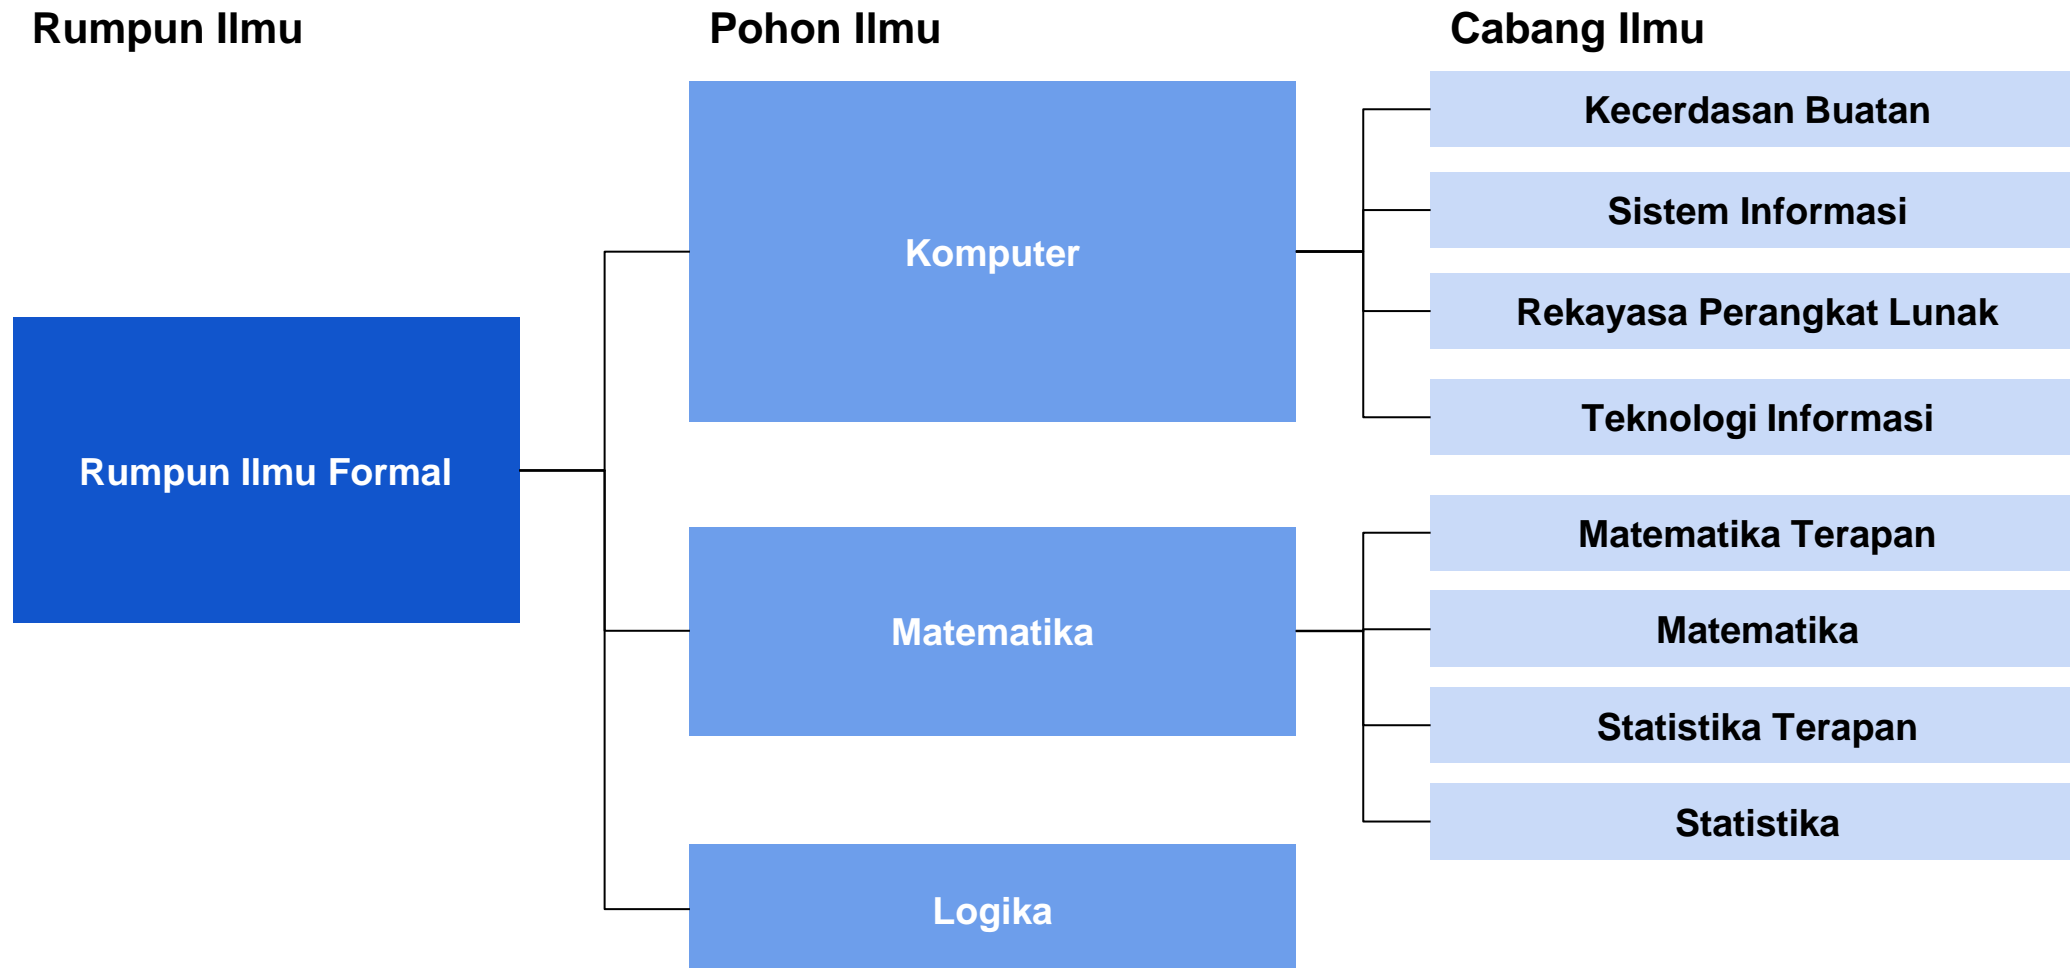 Rumpun Ilmu
Pohon Ilmu
Cabang Ilmu
Rumpun Ilmu Formal
Komputer
Kecerdasan Buatan
Sistem Informasi
Rekayasa Perangkat Lunak
Teknologi Informasi
Matematika
Matematika Terapan
Matematika
Statistika Terapan
Statistika
Logika